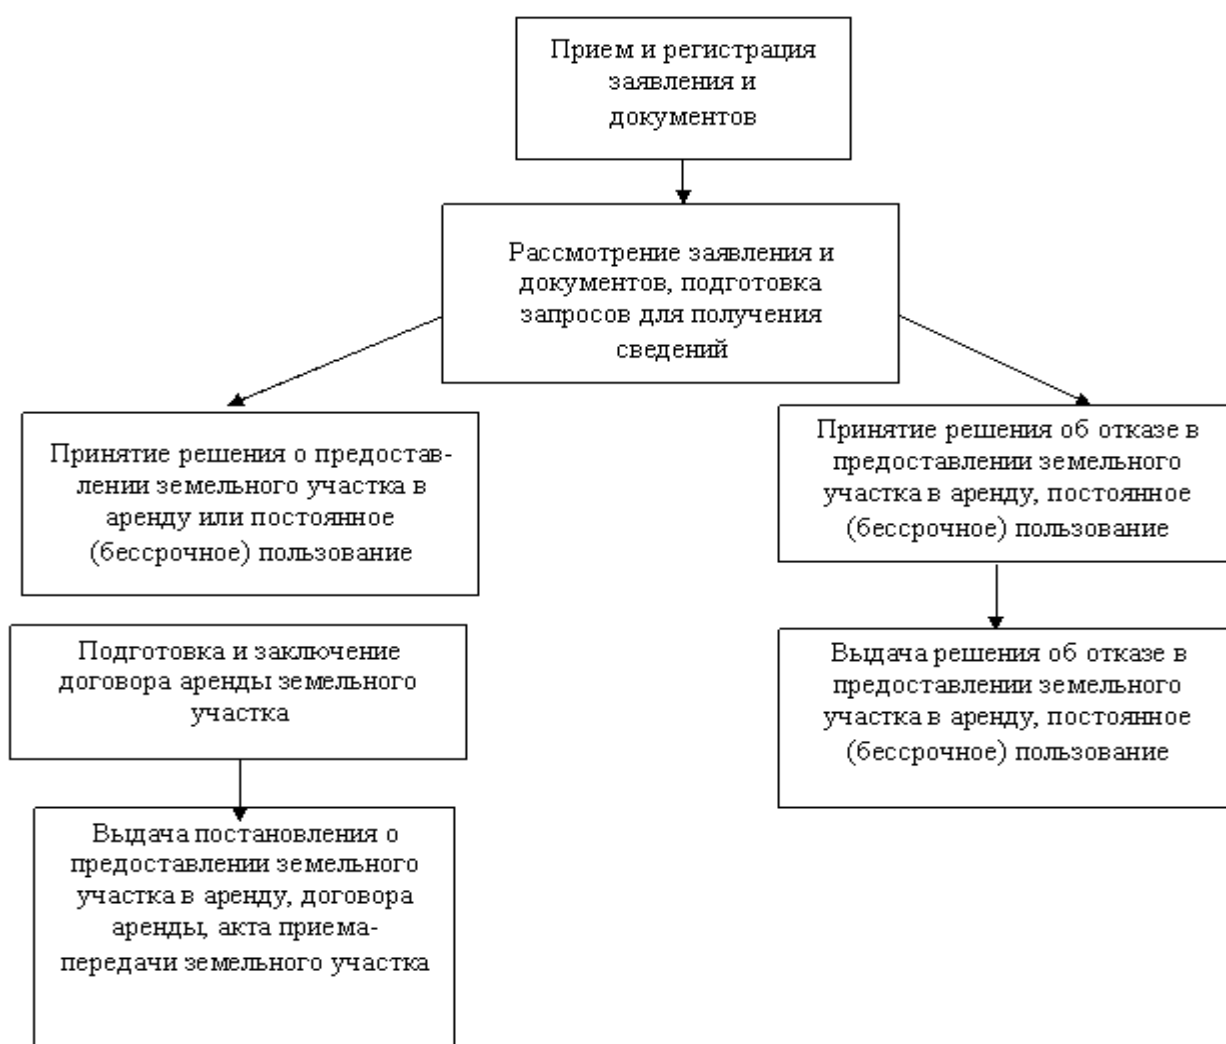 Прием и регистрация
заявления и
документов
Рассмотрение заявления и
документов, подготовка
запросов для получения
сведений
Принятие решения о предостав-
лении земельного участка в
аренду или постоянное
(бессрочное) пользование
Принятие решения об отказе в
предоставлении земельного
участка в аренду, постоянное
(бессрочное) пользование
Подготовка и заключение
договора аренды земельного
участка
Выдача решения об отказе в
предоставлении земельного
участка в аренду, постоянное
(бессрочное) пользование
Выдача постановления о
предоставлении земельного
участка в аренду, договора
аренды, акта приема-
передачи земельного участка